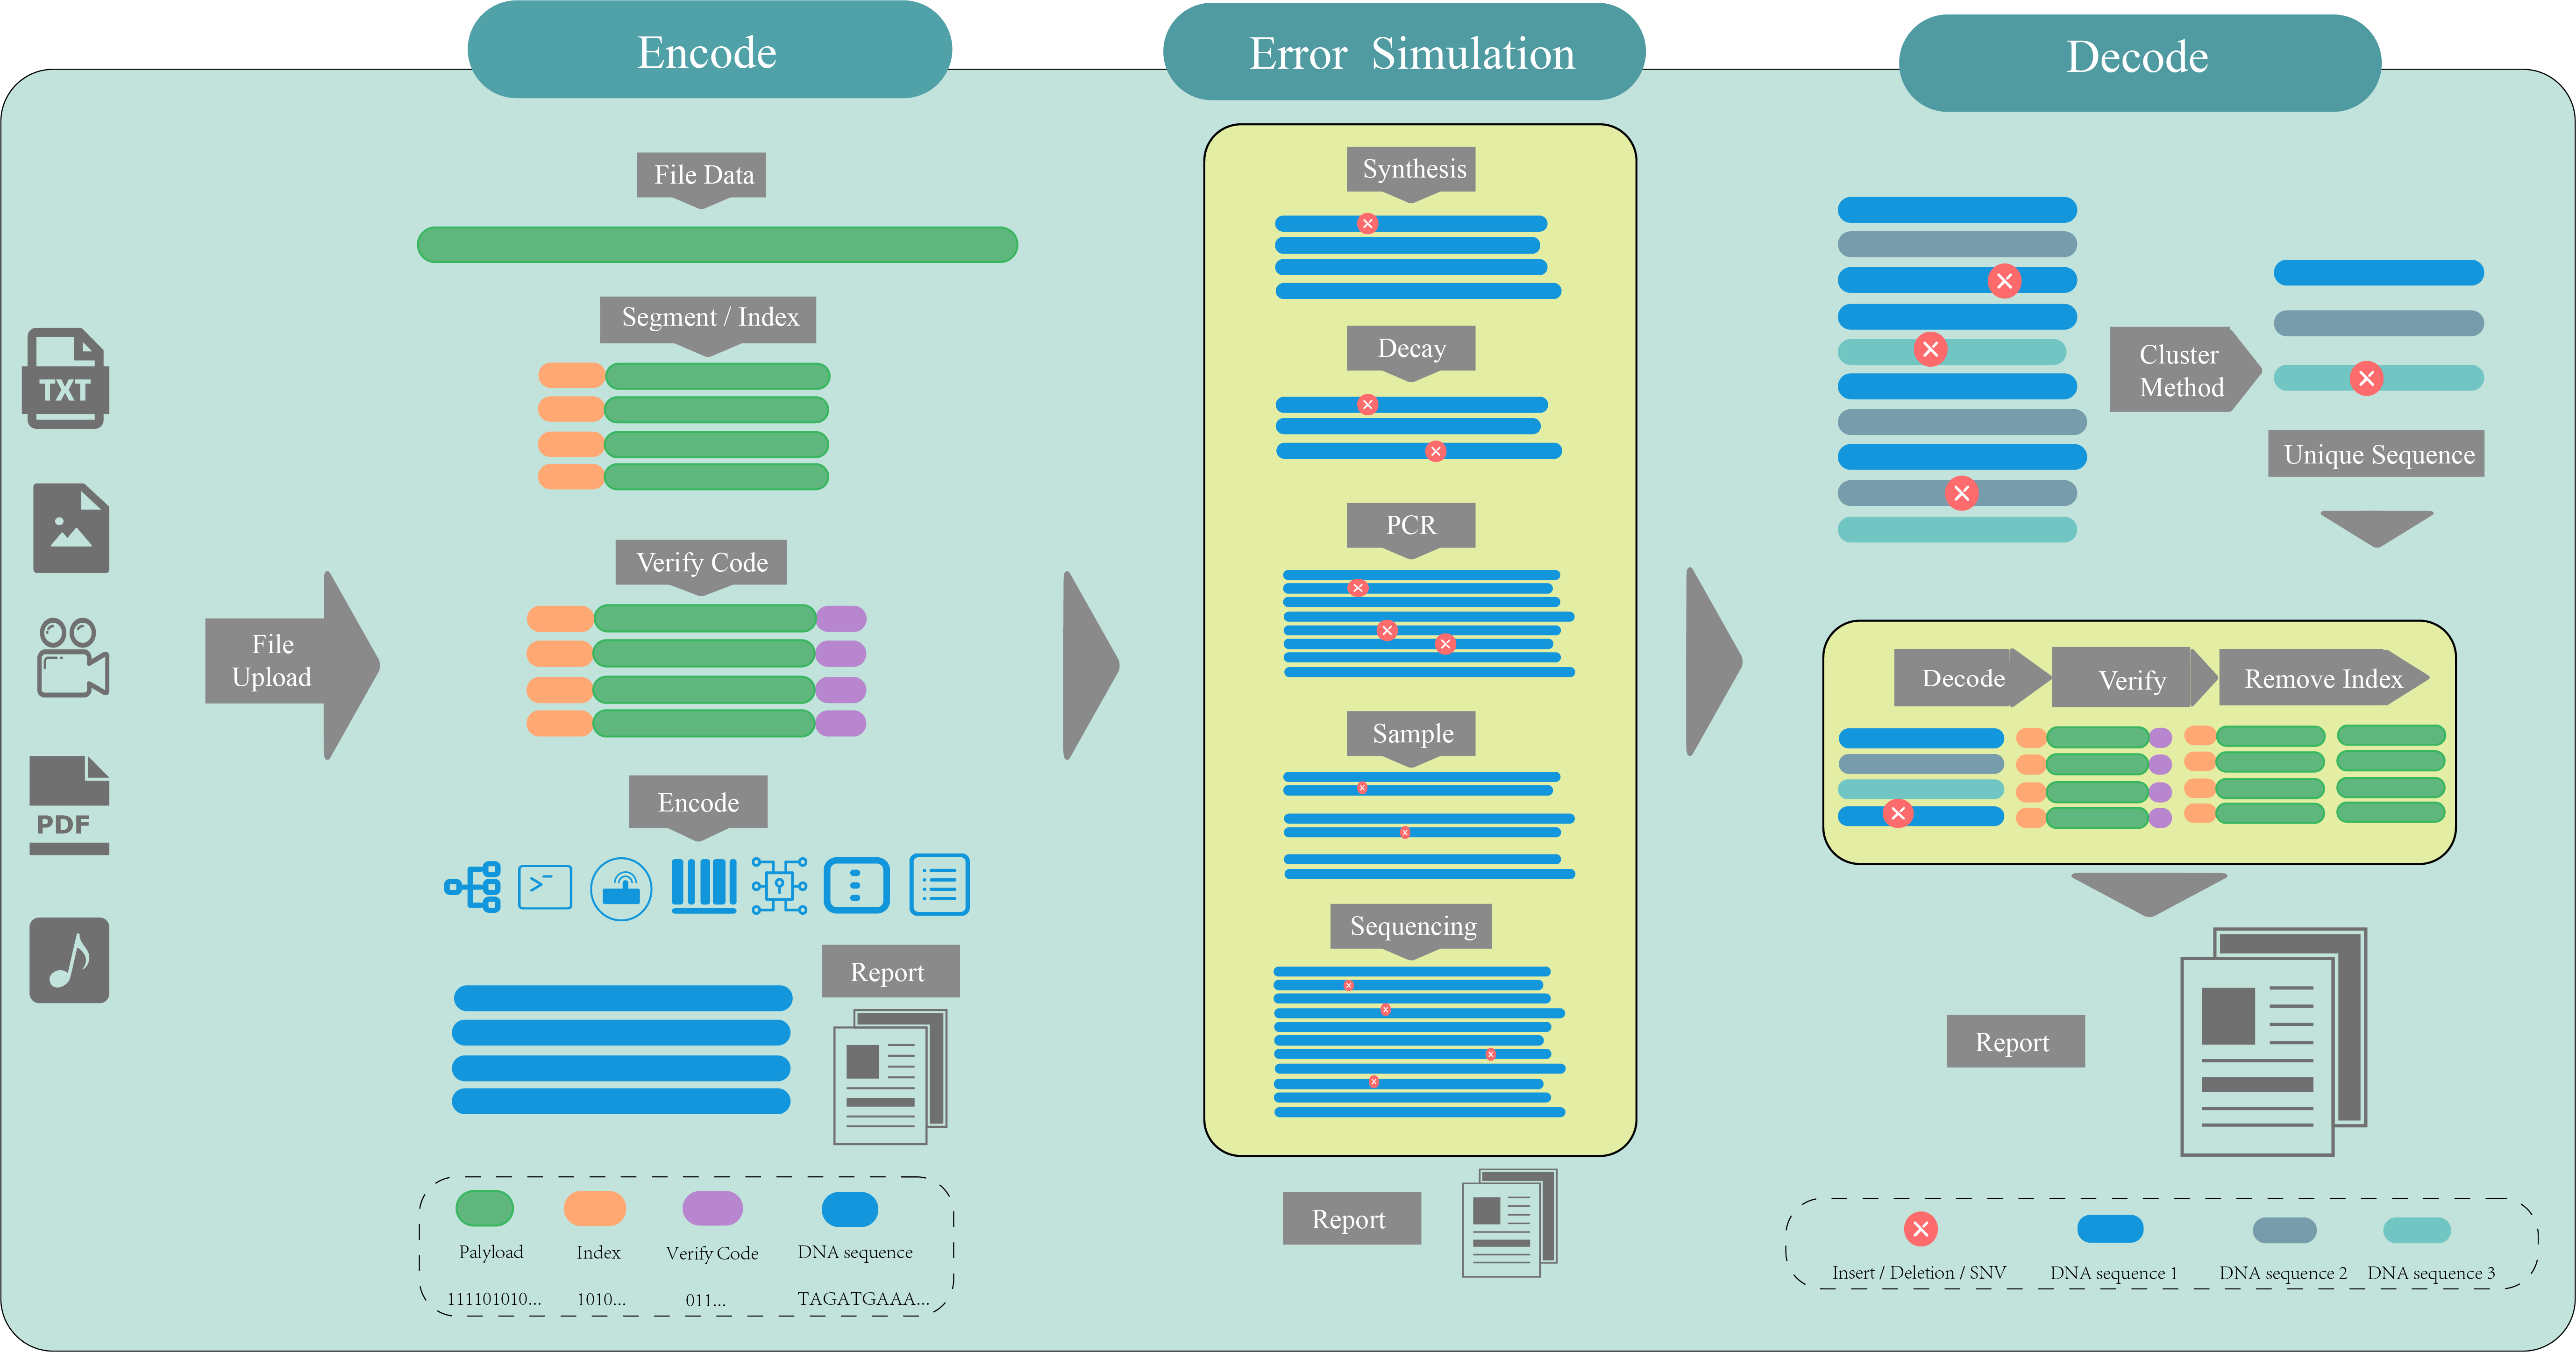 Encode
Error Simulation
Decode
TXT
PDF
File
Upload
File Data
Segment / Index
Verify Code
Encode
Report
Palyload
Index
Verify Code
DNA sequence
111101010...
1010...
011...
TAGATGAAA...
Synthesis
Decay
PCR
Sample
Sequencing
Report
Cluster
Method
Unique Sequence
Decode
Verify
Remove Index
Report
Insert / Deletion / SNV
DNA sequence 1
DNA sequence 2
DNA sequence 3